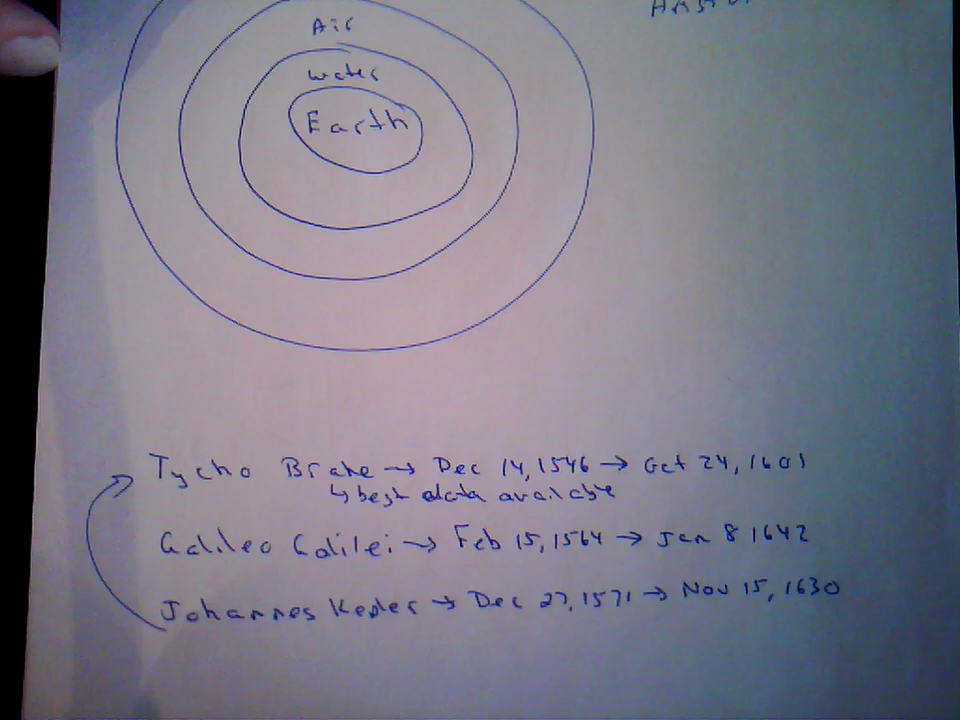 Air
water
Earth
Tycho Brahe → Dec 14, 1546 → Oct 24, 1601
↳ best data available
Galileo Galilei → Feb 15, 1564 → Jan 8 1642
Johannes Kepler → Dec 27, 1571 → Nov 15, 1630